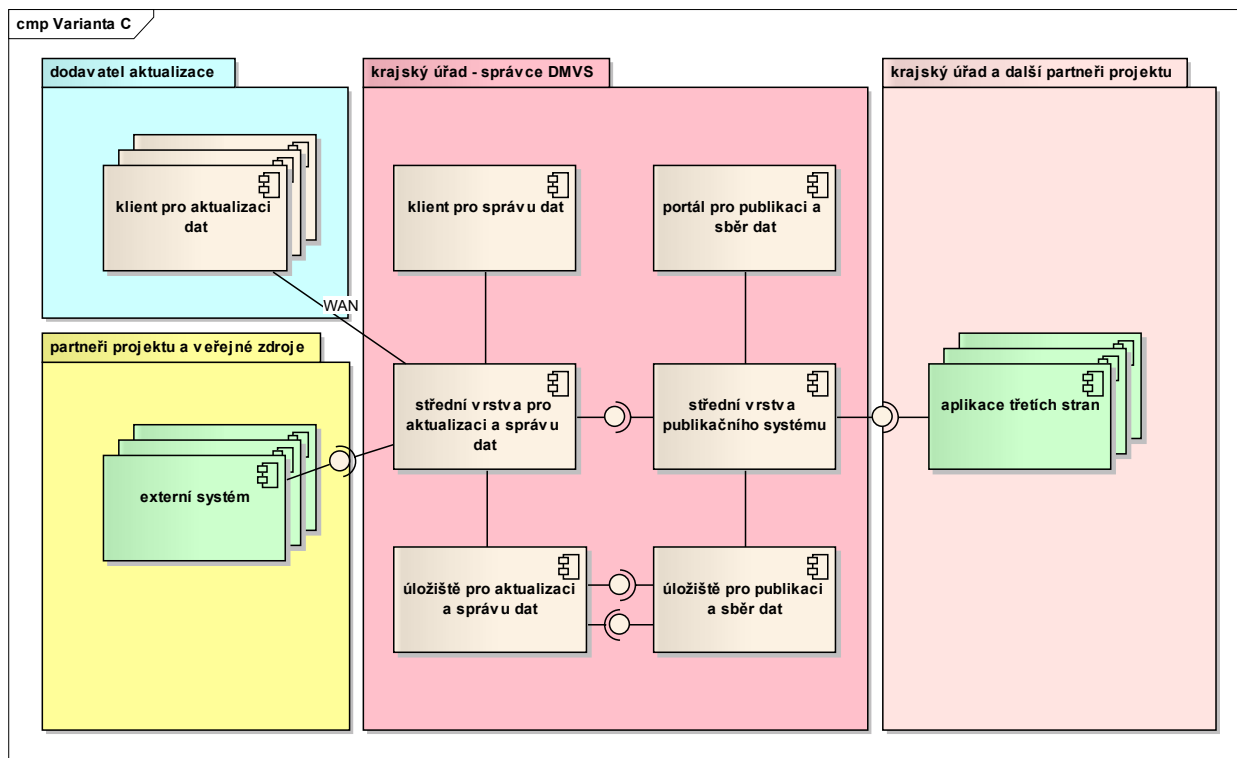 cmp Varianta C
dodavatel aktualizace
klient pro aktualizaci
dat
WAN
partneři projektu a veřejné zdroje
externí systém
krajský úřad - správce DMVS
klient pro správu dat
portál pro publikaci a
sběr dat
střední vrstva pro
aktualizaci a správu
dat
střední vrstva
publikačního systému
úložiště pro aktualizaci
a správu dat
úložiště pro publikaci
a sběr dat
krajský úřad a další partneři projektu
aplikace třetích stran